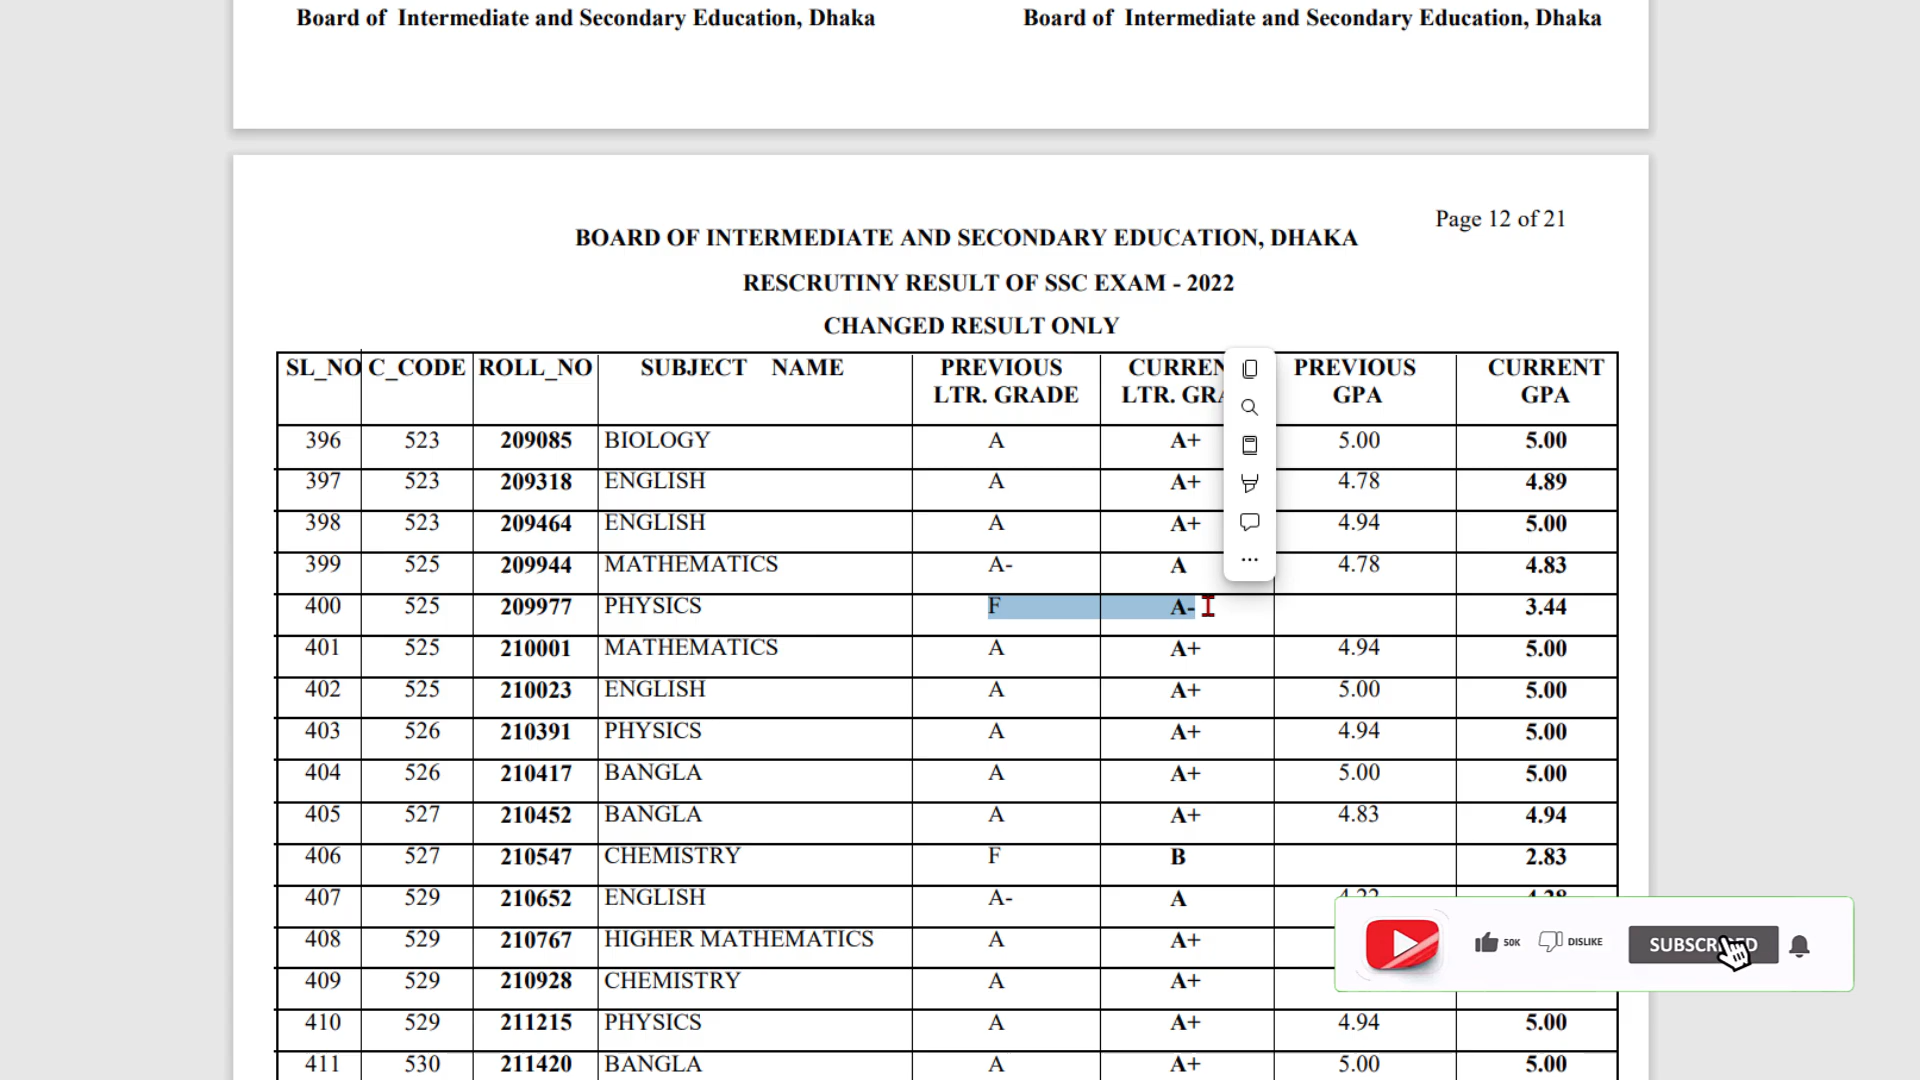 Board of Intermediate and Secondary Education, Dhaka Board of Intermediate and Secondary Education, Dhaka
Page 12 of 21
BOARD OF INTERMEDIATE AND SECONDARY EDUCATION, DHAKA
RESCRUTINY RESULT OF SSC EXAM - 2022
CHANGED RESULT ONLY
SL_NO C_CODE ROLL_NO SUBJECT NAME PREVIOUS LTR. GRADE CURREN LTR. GRA PREVIOUS GPA CURRENT GPA
396 523 209085 BIOLOGY A A+ 5.00 5.00
397 523 209318 ENGLISH A A+ 4.78 4.89
398 523 209464 ENGLISH A A+ 4.94 5.00
399 525 209944 MATHEMATICS A- A 4.78 4.83
400 525 209977 PHYSICS F A- 3.44
401 525 210001 MATHEMATICS A A+ 4.94 5.00
402 525 210023 ENGLISH A A+ 5.00 5.00
403 526 210391 PHYSICS A A+ 4.94 5.00
404 526 210417 BANGLA A A+ 5.00 5.00
405 527 210452 BANGLA A A+ 4.83 4.94
406 527 210547 CHEMISTRY F B 2.83
407 529 210652 ENGLISH A- A
408 529 210767 HIGHER MATHEMATICS A A+
409 529 210928 CHEMISTRY A A+
410 529 211215 PHYSICS A A+ 4.94 5.00
411 530 211420 BANGLA A A+ 5.00 5.00
50K DISLIKE SUBSCRIBED